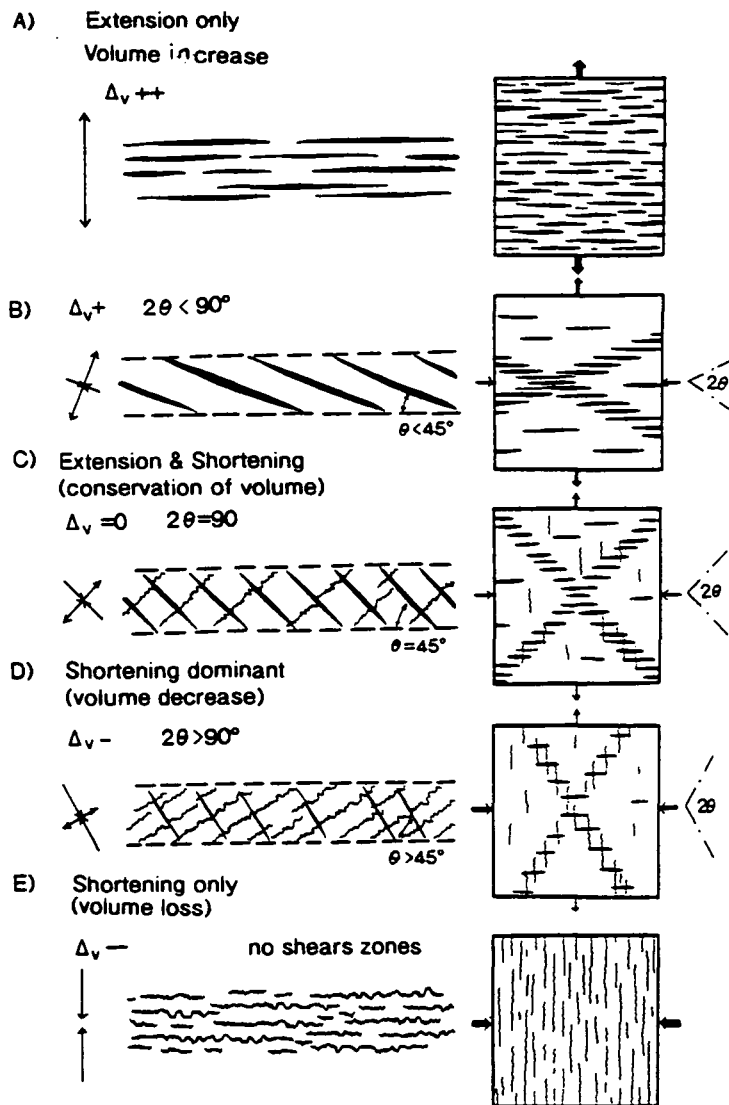 A) Extension only
Volume increase
Δv ++
B) Δv+ 2θ < 90°
θ<45°
2θ
C) Extension & Shortening
(conservation of volume)
Δv =0 2θ=90
θ=45°
2θ
D) Shortening dominant
(volume decrease)
Δv − 2θ>90°
θ>45°
2θ
E) Shortening only
(volume loss)
Δv — no shears zones